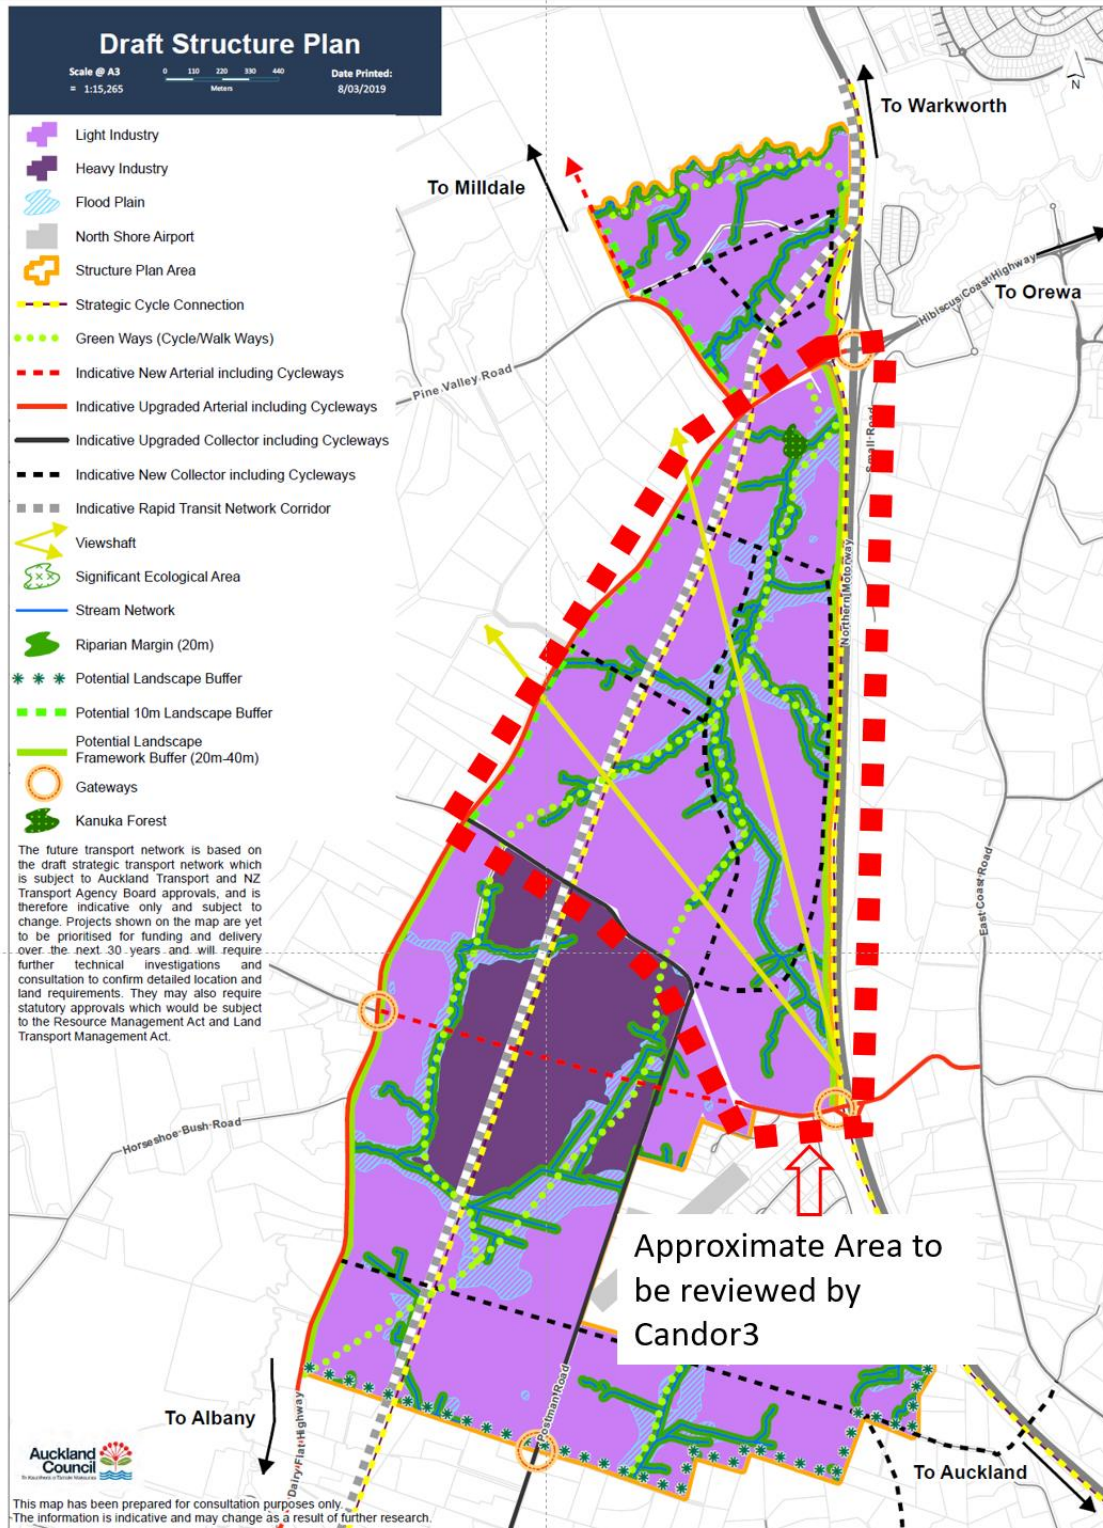 Draft Structure Plan
Scale @ A3
= 1:15,265
0 110 220 330 440
Meters
Date Printed:
8/03/2019
N
Light Industry
Heavy Industry
Flood Plain
North Shore Airport
Structure Plan Area
Strategic Cycle Connection
Green Ways (Cycle/Walk Ways)
Indicative New Arterial including Cycleways
Indicative Upgraded Arterial including Cycleways
Indicative Upgraded Collector including Cycleways
Indicative New Collector including Cycleways
Indicative Rapid Transit Network Corridor
Viewshaft
Significant Ecological Area
Stream Network
Riparian Margin (20m)
Potential Landscape Buffer
Potential 10m Landscape Buffer
Potential Landscape
Framework Buffer (20m-40m)
Gateways
Kanuka Forest
The future transport network is based on
the draft strategic transport network which
is subject to Auckland Transport and NZ
Transport Agency Board approvals, and is
therefore indicative only and subject to
change. Projects shown on the map are yet
to be prioritised for funding and delivery
over the next 30 years and will require
further technical investigations and
consultation to confirm detailed location and
land requirements. They may also require
statutory approvals which would be subject
to the Resource Management Act and Land
Transport Management Act.
To Warkworth
To Milldale
To Orewa
Hibiscus Coast Highway
Pine Valley Road
Small Road
Northern Motorway
East Coast Road
Horseshoe Bush Road
Approximate Area to
be reviewed by
Candor3
Postman Road
Dairy Flat Highway
To Albany
To Auckland
Auckland
Council
This map has been prepared for consultation purposes only.
The information is indicative and may change as a result of further research.